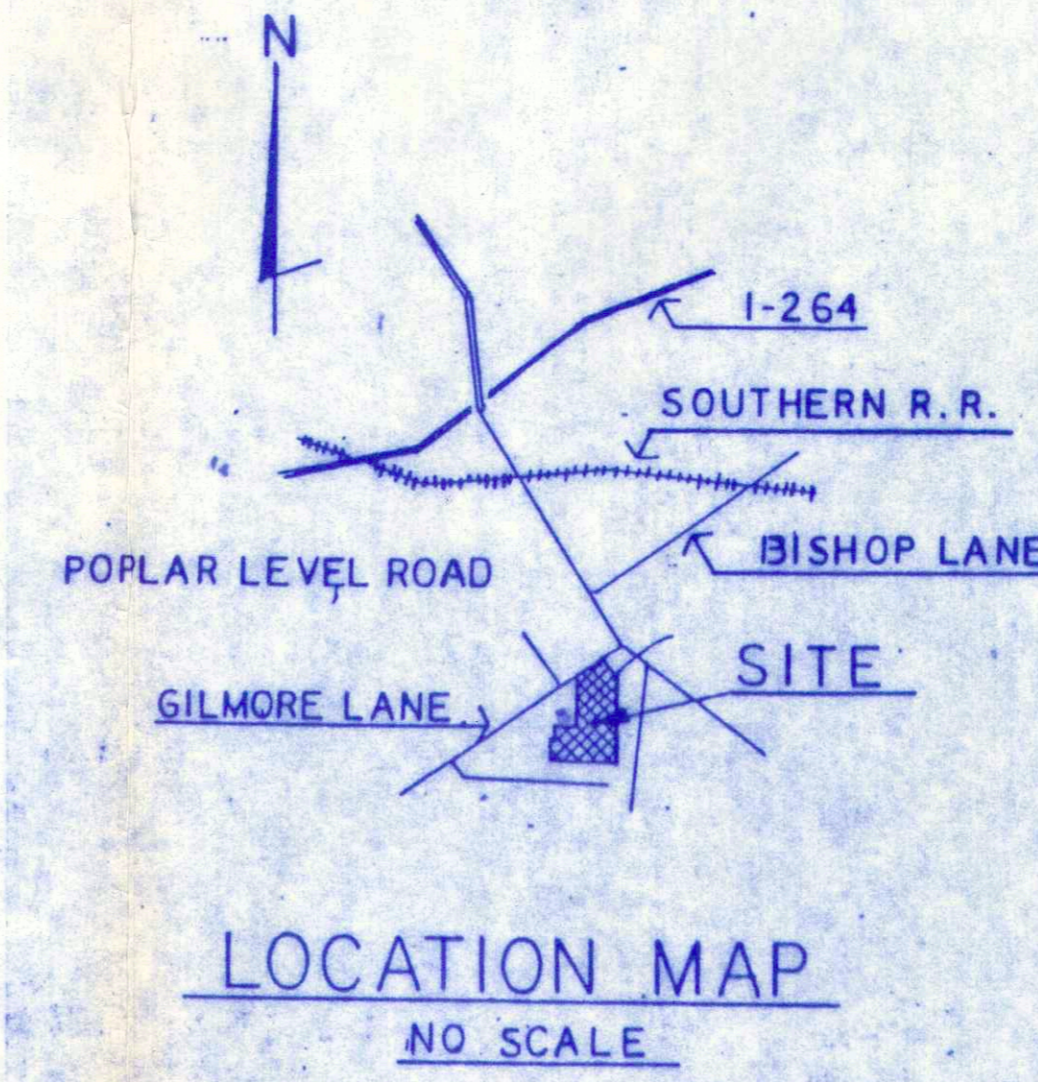 N
I-264
SOUTHERN R.R.
POPLAR LEVEL ROAD
BISHOP LANE
SITE
GILMORE LANE
LOCATION MAP
NO SCALE